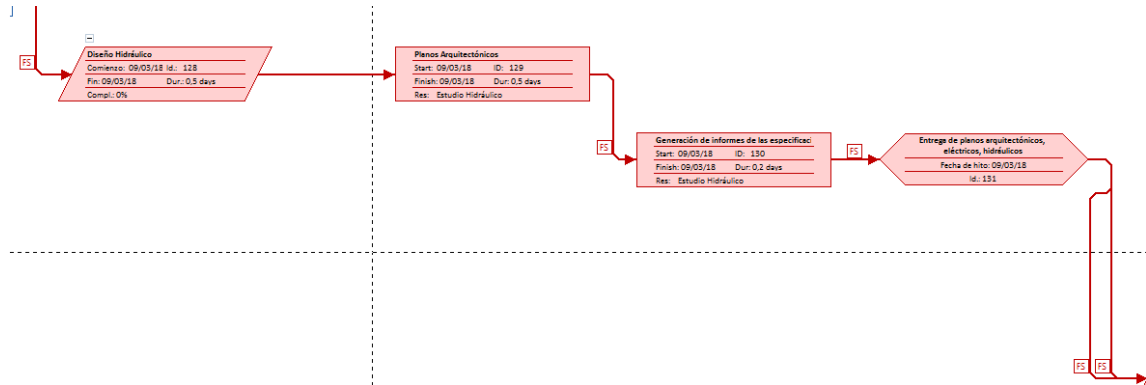 FS
Diseño Hidráulico
Comienzo: 09/03/18 Id.: 128
Fin: 09/03/18 Dur.: 0,5 days
Compl.: 0%
Planos Arquitectónicos
Start: 09/03/18 ID: 129
Finish: 09/03/18 Dur: 0,5 days
Res: Estudio Hidráulico
FS
Generación de informes de las especificaci
Start: 09/03/18 ID: 130
Finish: 09/03/18 Dur: 0,2 days
Res: Estudio Hidráulico
FS
Entrega de planos arquitectónicos,
eléctricos, hidráulicos
Fecha de hito: 09/03/18
Id.: 131
FS FS